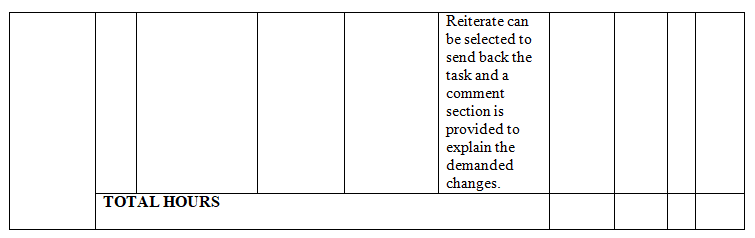 Reiterate can
be selected to
send back the
task and a
comment
section is
provided to
explain the
demanded
changes.
TOTAL HOURS